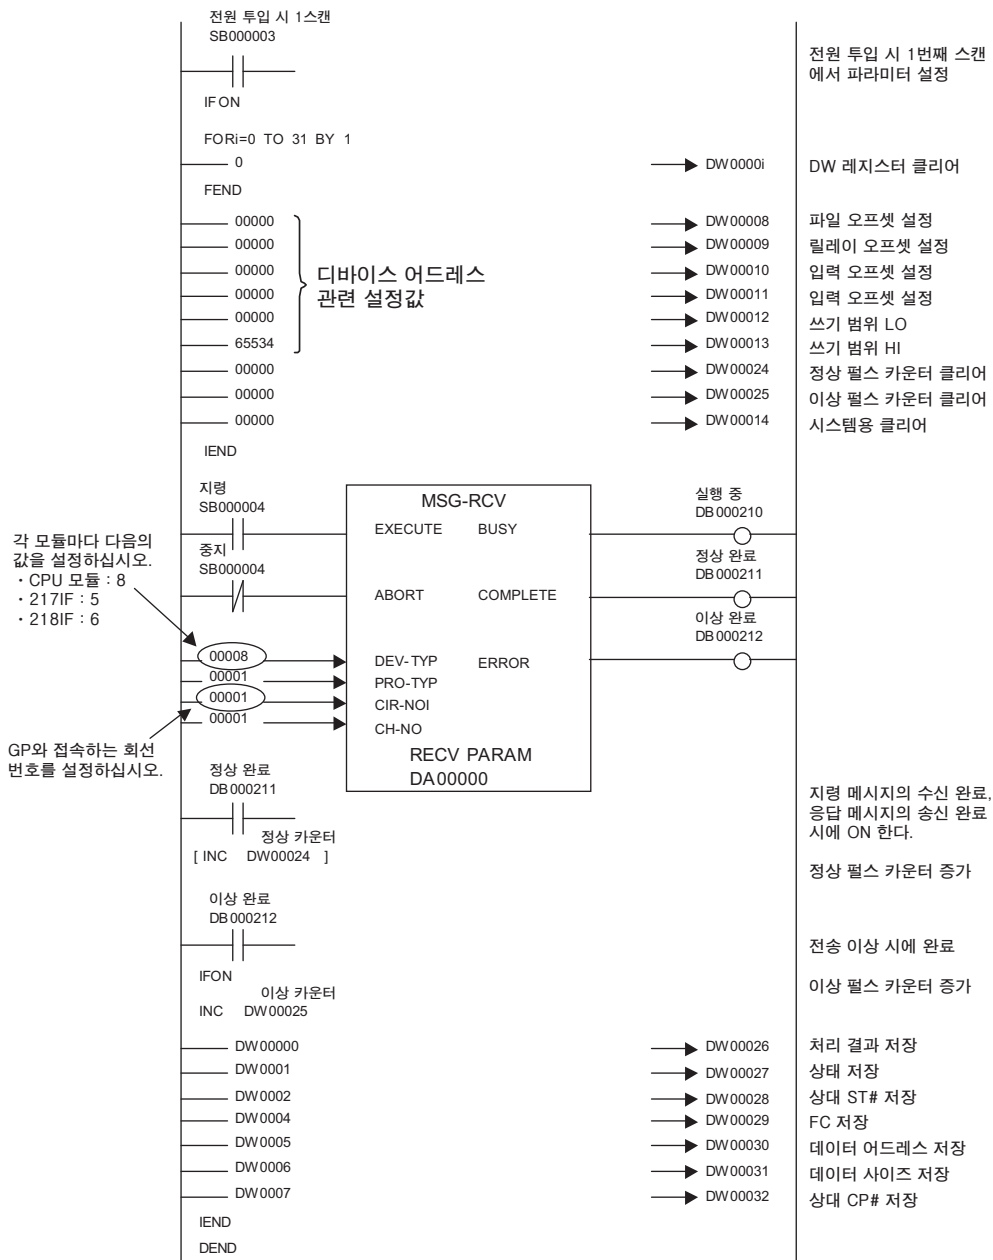 전원 투입 시 1스캔
SB000003
전원 투입 시 1번째 스캔
에서 파라미터 설정
IFON
FORi=0 TO 31 BY 1
0
DW0000i
DW 레지스터 클리어
FEND
00000
DW00008
파일 오프셋 설정
00000
DW00009
릴레이 오프셋 설정
00000
DW00010
입력 오프셋 설정
00000
DW00011
입력 오프셋 설정
디바이스 어드레스
관련 설정값
00000
DW00012
쓰기 범위 LO
65534
DW00013
쓰기 범위 HI
00000
DW00024
정상 펄스 카운터 클리어
00000
DW00025
이상 펄스 카운터 클리어
00000
DW00014
시스템용 클리어
IEND
지령
SB000004
MSG-RCV
실행 중
DB000210
EXECUTE BUSY
각 모듈마다 다음의
값을 설정하십시오.
・CPU 모듈 : 8
・217IF : 5
・218IF : 6
중지
SB000004
정상 완료
DB000211
ABORT COMPLETE
이상 완료
DB000212
00008
DEV-TYP ERROR
00001
PRO-TYP
00001
CIR-NOI
00001
CH-NO
GP와 접속하는 회선
번호를 설정하십시오.
RECV PARAM
DA00000
정상 완료
DB000211
지령 메시지의 수신 완료,
응답 메시지의 송신 완료
시에 ON 한다.
정상 카운터
[ INC DW00024 ]
정상 펄스 카운터 증가
이상 완료
DB000212
전송 이상 시에 완료
IFON
이상 카운터
INC DW00025
이상 펄스 카운터 증가
DW00000
DW00026
처리 결과 저장
DW0001
DW00027
상태 저장
DW0002
DW00028
상대 ST# 저장
DW0004
DW00029
FC 저장
DW0005
DW00030
데이터 어드레스 저장
DW0006
DW00031
데이터 사이즈 저장
DW0007
DW00032
상대 CP# 저장
IEND
DEND